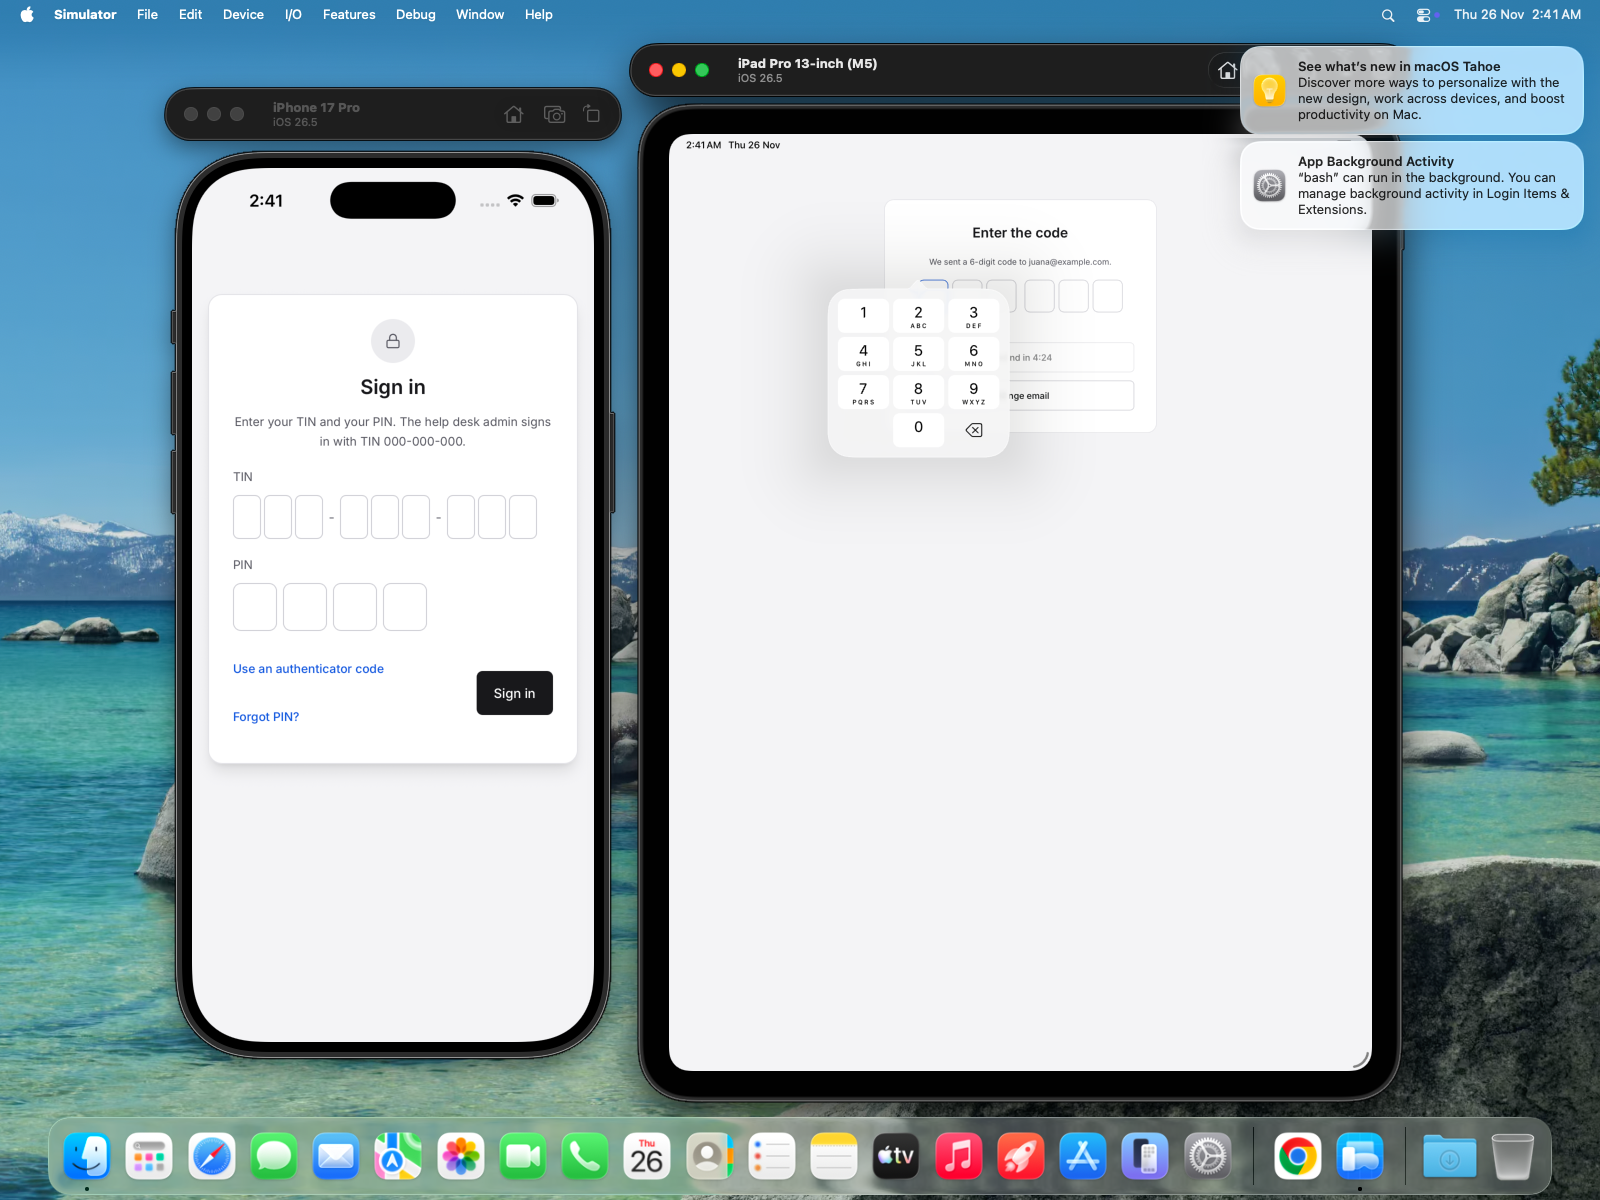 Simulator File Edit Device I/O Features Debug Window Help
Thu 26 Nov 2:41 AM
iPhone 17 Pro
iOS 26.5
2:41
Sign in
Enter your TIN and your PIN. The help desk admin signs
in with TIN 000-000-000.
TIN
- -
PIN
Use an authenticator code
Sign in
Forgot PIN?
iPad Pro 13-inch (M5)
iOS 26.5
2:41 AM Thu 26 Nov
Enter the code
We sent a 6-digit code to juana@example.com.
1 2 3
ABC DEF
4 5 6
GHI JKL MNO
7 8 9
PQRS TUV WXYZ
0
nd in 4:24
nge email
See what's new in macOS Tahoe
Discover more ways to personalize with the
new design, work across devices, and boost
productivity on Mac.
App Background Activity
“bash” can run in the background. You can
manage background activity in Login Items &
Extensions.
Thu
26
tv